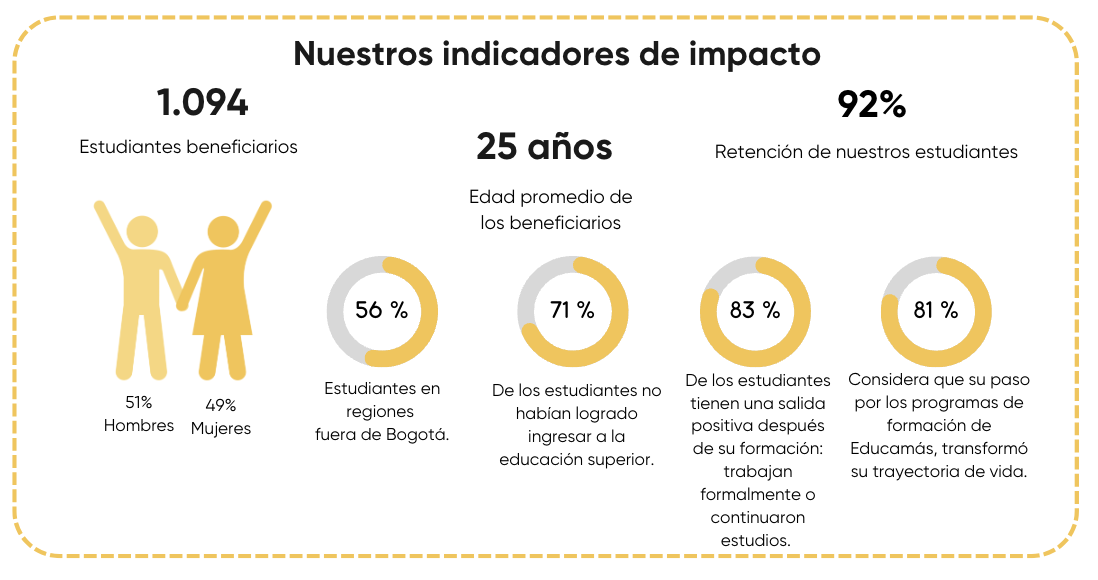 Nuestros indicadores de impacto
1.094
Estudiantes beneficiarios
25 años
Edad promedio de
los beneficiarios
92%
Retención de nuestros estudiantes
51%
Hombres
49%
Mujeres
56 %
Estudiantes en
regiones
fuera de Bogotá.
71 %
De los estudiantes no
habían logrado
ingresar a la
educación superior.
83 %
De los estudiantes
tienen una salida
positiva después
de su formación:
trabajan
formalmente o
continuaron
estudios.
81 %
Considera que su paso
por los programas de
formación de
Educamás, transformó
su trayectoria de vida.